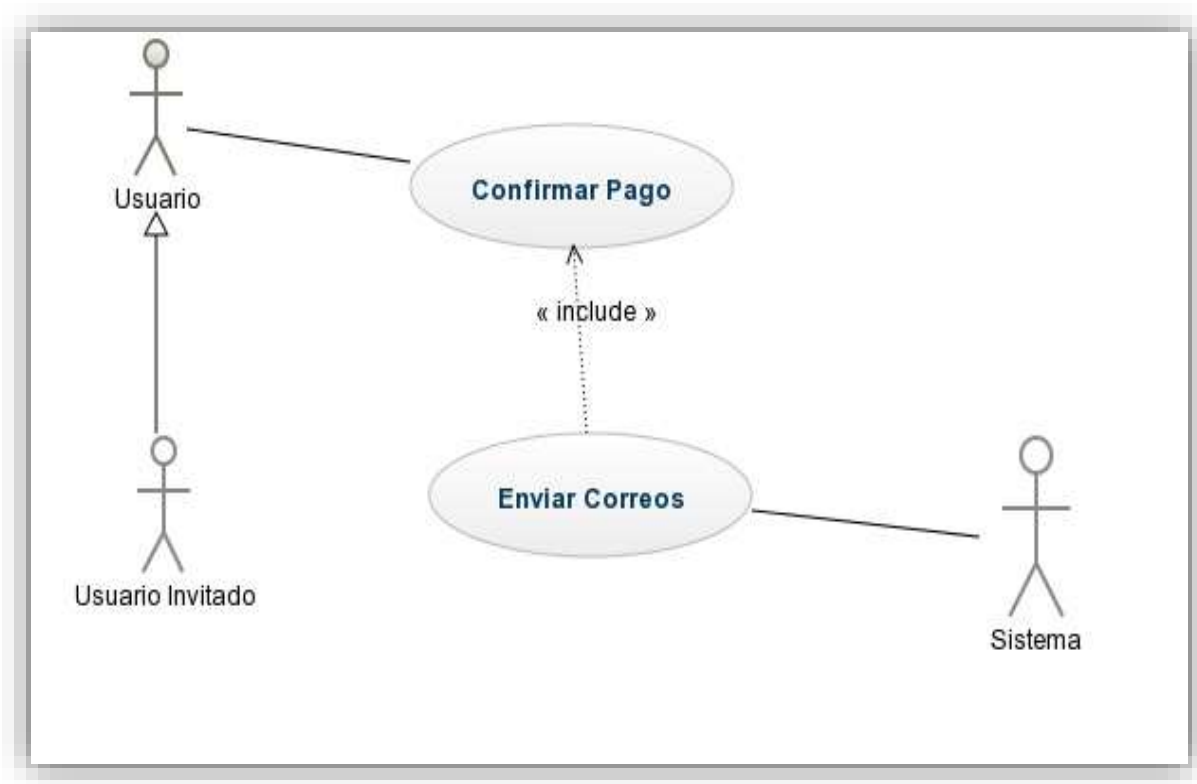 Usuario
Confirmar Pago
« include »
Enviar Correos
Usuario Invitado
Sistema